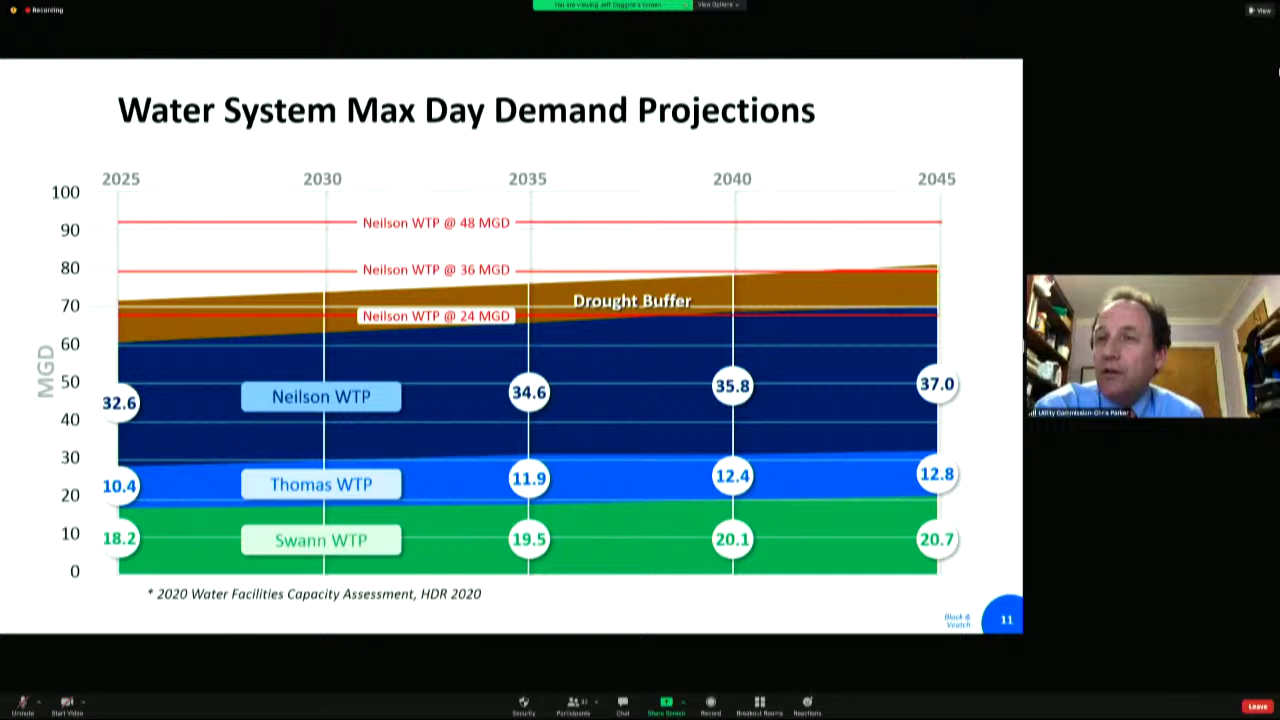 Recording
You are viewing Jeff Goggins's screen
View Options
View
Water System Max Day Demand Projections
2025 2030 2035 2040 2045
100
90
80
70
60
50
40
30
20
10
0
MGD
Neilson WTP @ 48 MGD
Neilson WTP @ 36 MGD
Drought Buffer
Neilson WTP @ 24 MGD
Neilson WTP
32.6 34.6 35.8 37.0
Thomas WTP
10.4 11.9 12.4 12.8
Swann WTP
18.2 19.5 20.1 20.7
* 2020 Water Facilities Capacity Assessment, HDR 2020
Black &
Veatch
11
Utility Commission-Chris Parker
Unmute
Start Video
Security
Participants
Chat
Share Screen
Record
Breakout Rooms
Reactions
Leave